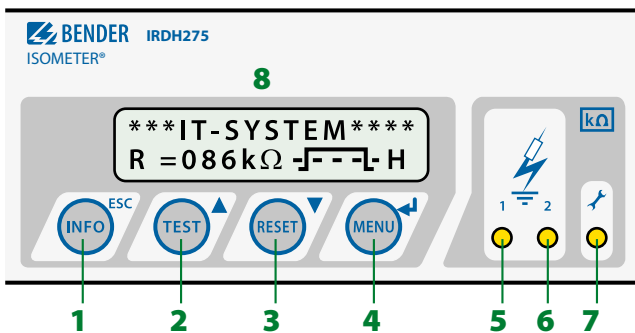 BENDER IRDH275
ISOMETER®
8
***IT-SYSTEM****
R =086kΩ H
kΩ
ESC
INFO
TEST
RESET
MENU
1 2
1 2 3 4 5 6 7